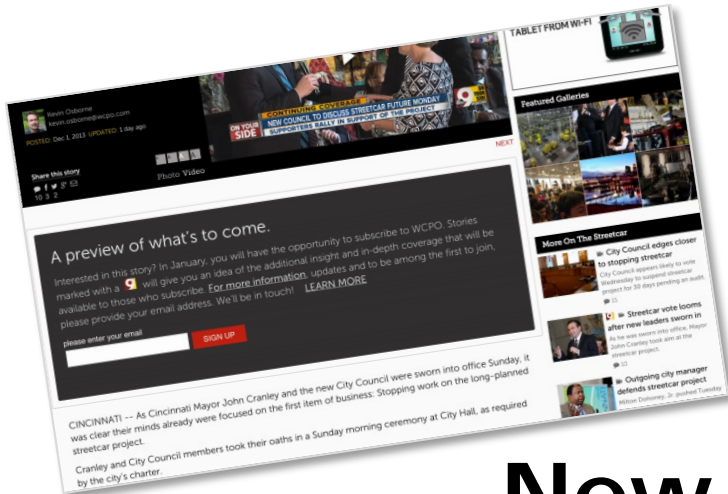 TABLET FROM WI-FI
Kevin Osborne
kevin.osborne@wcpo.com
POSTED: Dec 1, 2013 UPDATED: 1 day ago
Share this story
10 3 2
Photo Video
ON YOUR SIDE
CONTINUING COVERAGE
NEW COUNCIL TO DISCUSS STREETCAR FUTURE MONDAY
SUPPORTERS RALLY IN SUPPORT OF THE PROJECT
9
NEXT
A preview of what's to come.
Interested in this story? In January, you will have the opportunity to subscribe to WCPO. Stories
marked with a 9 will give you an idea of the additional insight and in-depth coverage that will be
available to those who subscribe. For more information, updates and to be among the first to join,
please provide your email address. We'll be in touch! LEARN MORE
please enter your email
SIGN UP
CINCINNATI -- As Cincinnati Mayor John Cranley and the new City Council were sworn into office Sunday, it
was clear their minds already were focused on the first item of business: Stopping work on the long-planned
streetcar project.
Cranley and City Council members took their oaths in a Sunday morning ceremony at City Hall, as required
by the city's charter.
Featured Galleries
More On The Streetcar
City Council edges closer
to stopping streetcar
City Council appears likely to vote
Wednesday to suspend streetcar
project for 30 days pending an audit.
15
9 Streetcar vote looms
after new leaders sworn in
As he was sworn into office, Mayor
John Cranley took aim at the
streetcar project.
10
Outgoing city manager
defends streetcar project
Milton Dohoney, Jr. pushed Tuesday
New